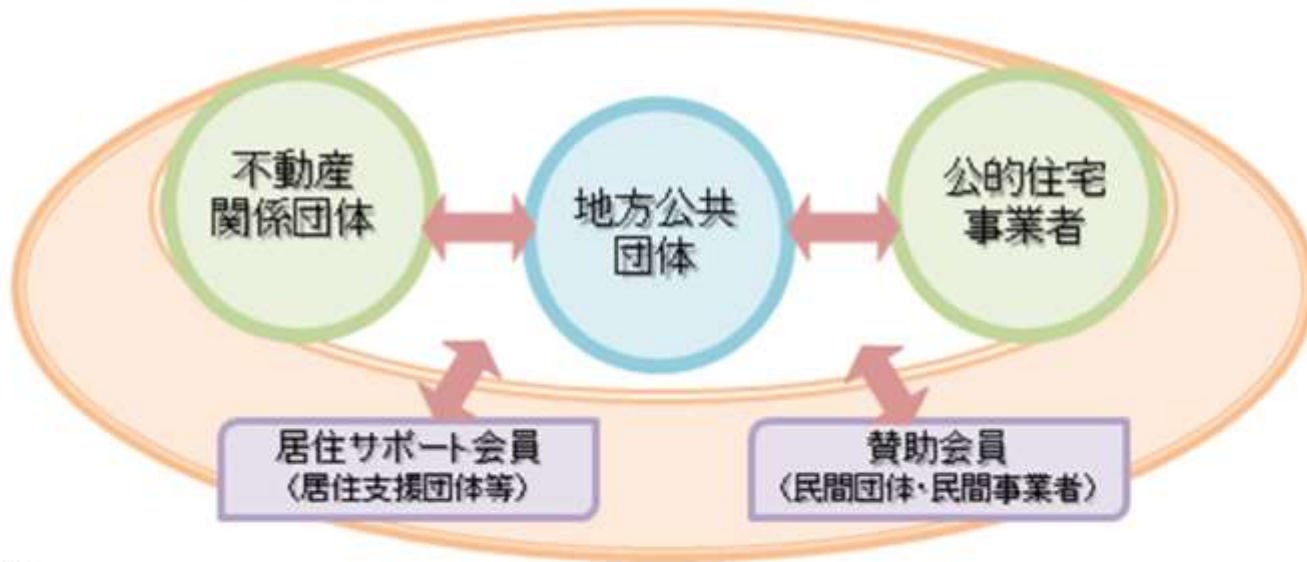 不動産
関係団体
地方公共
団体
公的住宅
事業者
居住サポート会員
（居住支援団体等）
賛助会員
（民間団体・民間事業者）